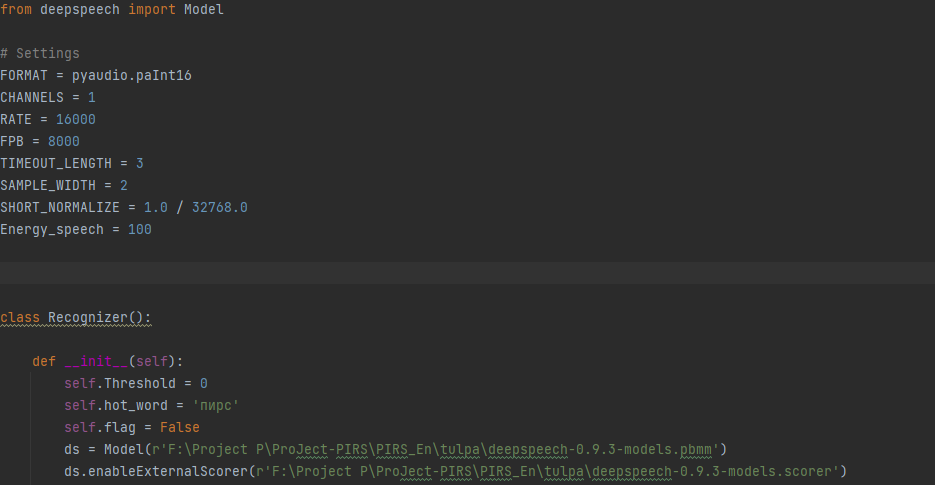 from deepspeech import Model
# Settings
FORMAT = pyaudio.paInt16
CHANNELS = 1
RATE = 16000
FPB = 8000
TIMEOUT_LENGTH = 3
SAMPLE_WIDTH = 2
SHORT_NORMALIZE = 1.0 / 32768.0
Energy_speech = 100
class Recognizer():
def __init__(self):
self.Threshold = 0
self.hot_word = 'пирс'
self.flag = False
ds = Model(r'F:\Project P\ProJect-PIRS\PIRS_En\tulpa\deepspeech-0.9.3-models.pbmm')
ds.enableExternalScorer(r'F:\Project P\ProJect-PIRS\PIRS_En\tulpa\deepspeech-0.9.3-models.scorer')